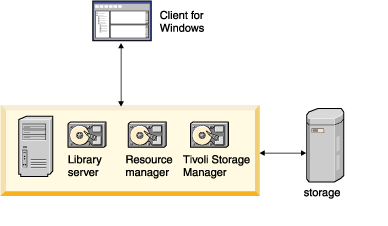 Client for
Windows
Library
server
Resource
manager
Tivoli Storage
Manager
storage